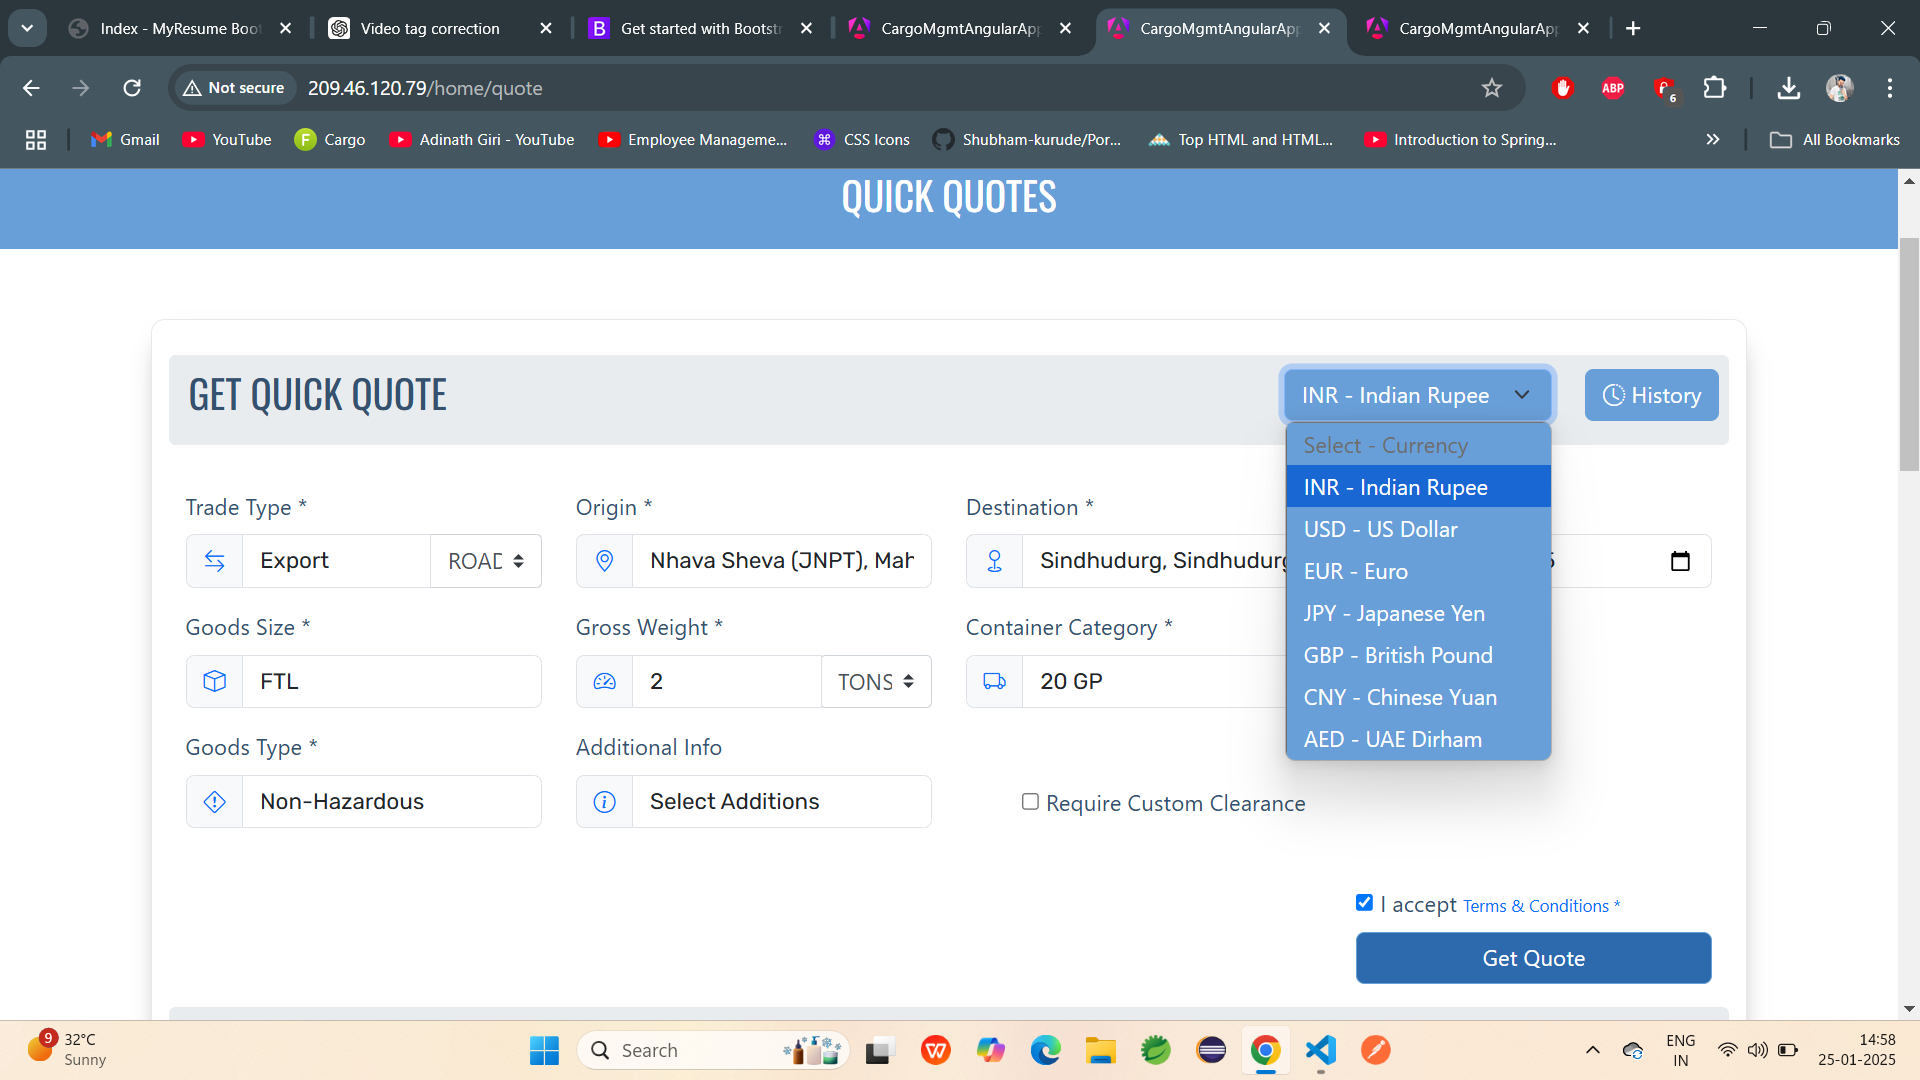 Index - MyResume Boot
Video tag correction
Get started with Bootstr
CargoMgmtAngularApp
CargoMgmtAngularApp
CargoMgmtAngularApp
Not secure
209.46.120.79/home/quote
ABP
6
Gmail
YouTube
Cargo
Adinath Giri - YouTube
Employee Manageme...
CSS Icons
Shubham-kurude/Por...
Top HTML and HTML...
Introduction to Spring...
All Bookmarks
QUICK QUOTES
GET QUICK QUOTE
INR - Indian Rupee
History
Select - Currency
INR - Indian Rupee
USD - US Dollar
EUR - Euro
JPY - Japanese Yen
GBP - British Pound
CNY - Chinese Yuan
AED - UAE Dirham
Trade Type *
Origin *
Destination *
Export
ROAD
Nhava Sheva (JNPT), Mah
Sindhudurg, Sindhudurg
Goods Size *
Gross Weight *
Container Category *
FTL
2
TONS
20 GP
Goods Type *
Additional Info
Non-Hazardous
Select Additions
Require Custom Clearance
I accept Terms & Conditions *
Get Quote
9
32°C
Sunny
Search
ENG
IN
14:58
25-01-2025